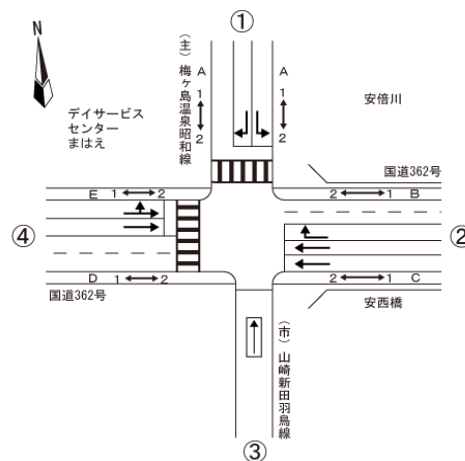 ①
N
(主)梅ヶ島温泉昭和線
A
1
2
A
1
2
デイサービス
センター
まはえ
安倍川
国道362号
E 1 2
2 1 B
④
②
D 1 2
2 1 C
国道362号
安西橋
(市)山崎新田羽鳥線
③